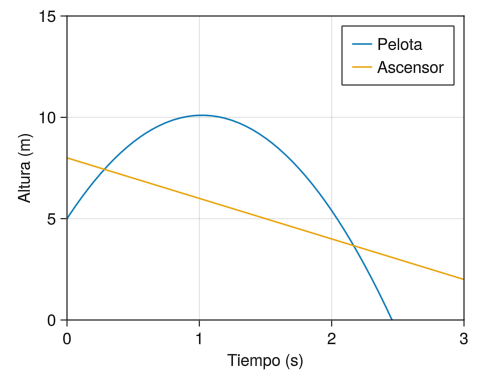 15
Pelota
Ascensor
10
Altura (m)
5
0
0 1 2 3
Tiempo (s)